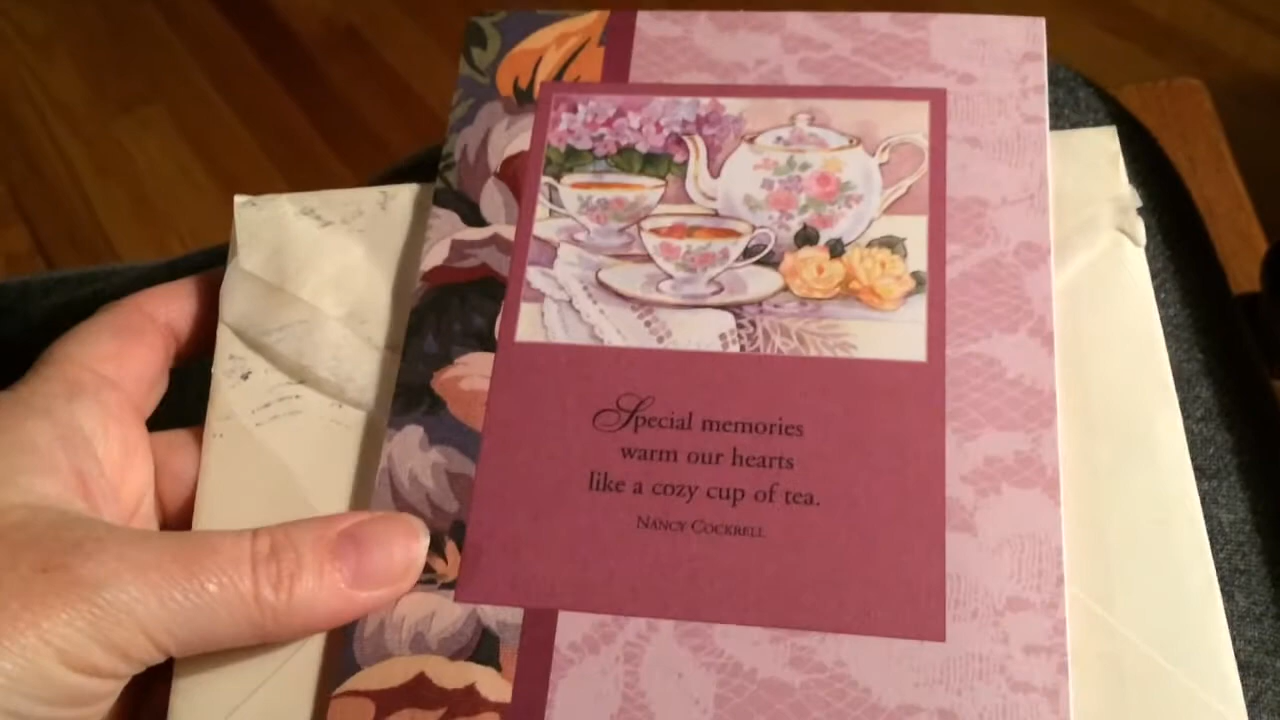 Special memories
warm our hearts
like a cozy cup of tea.
NANCY COCKRELL